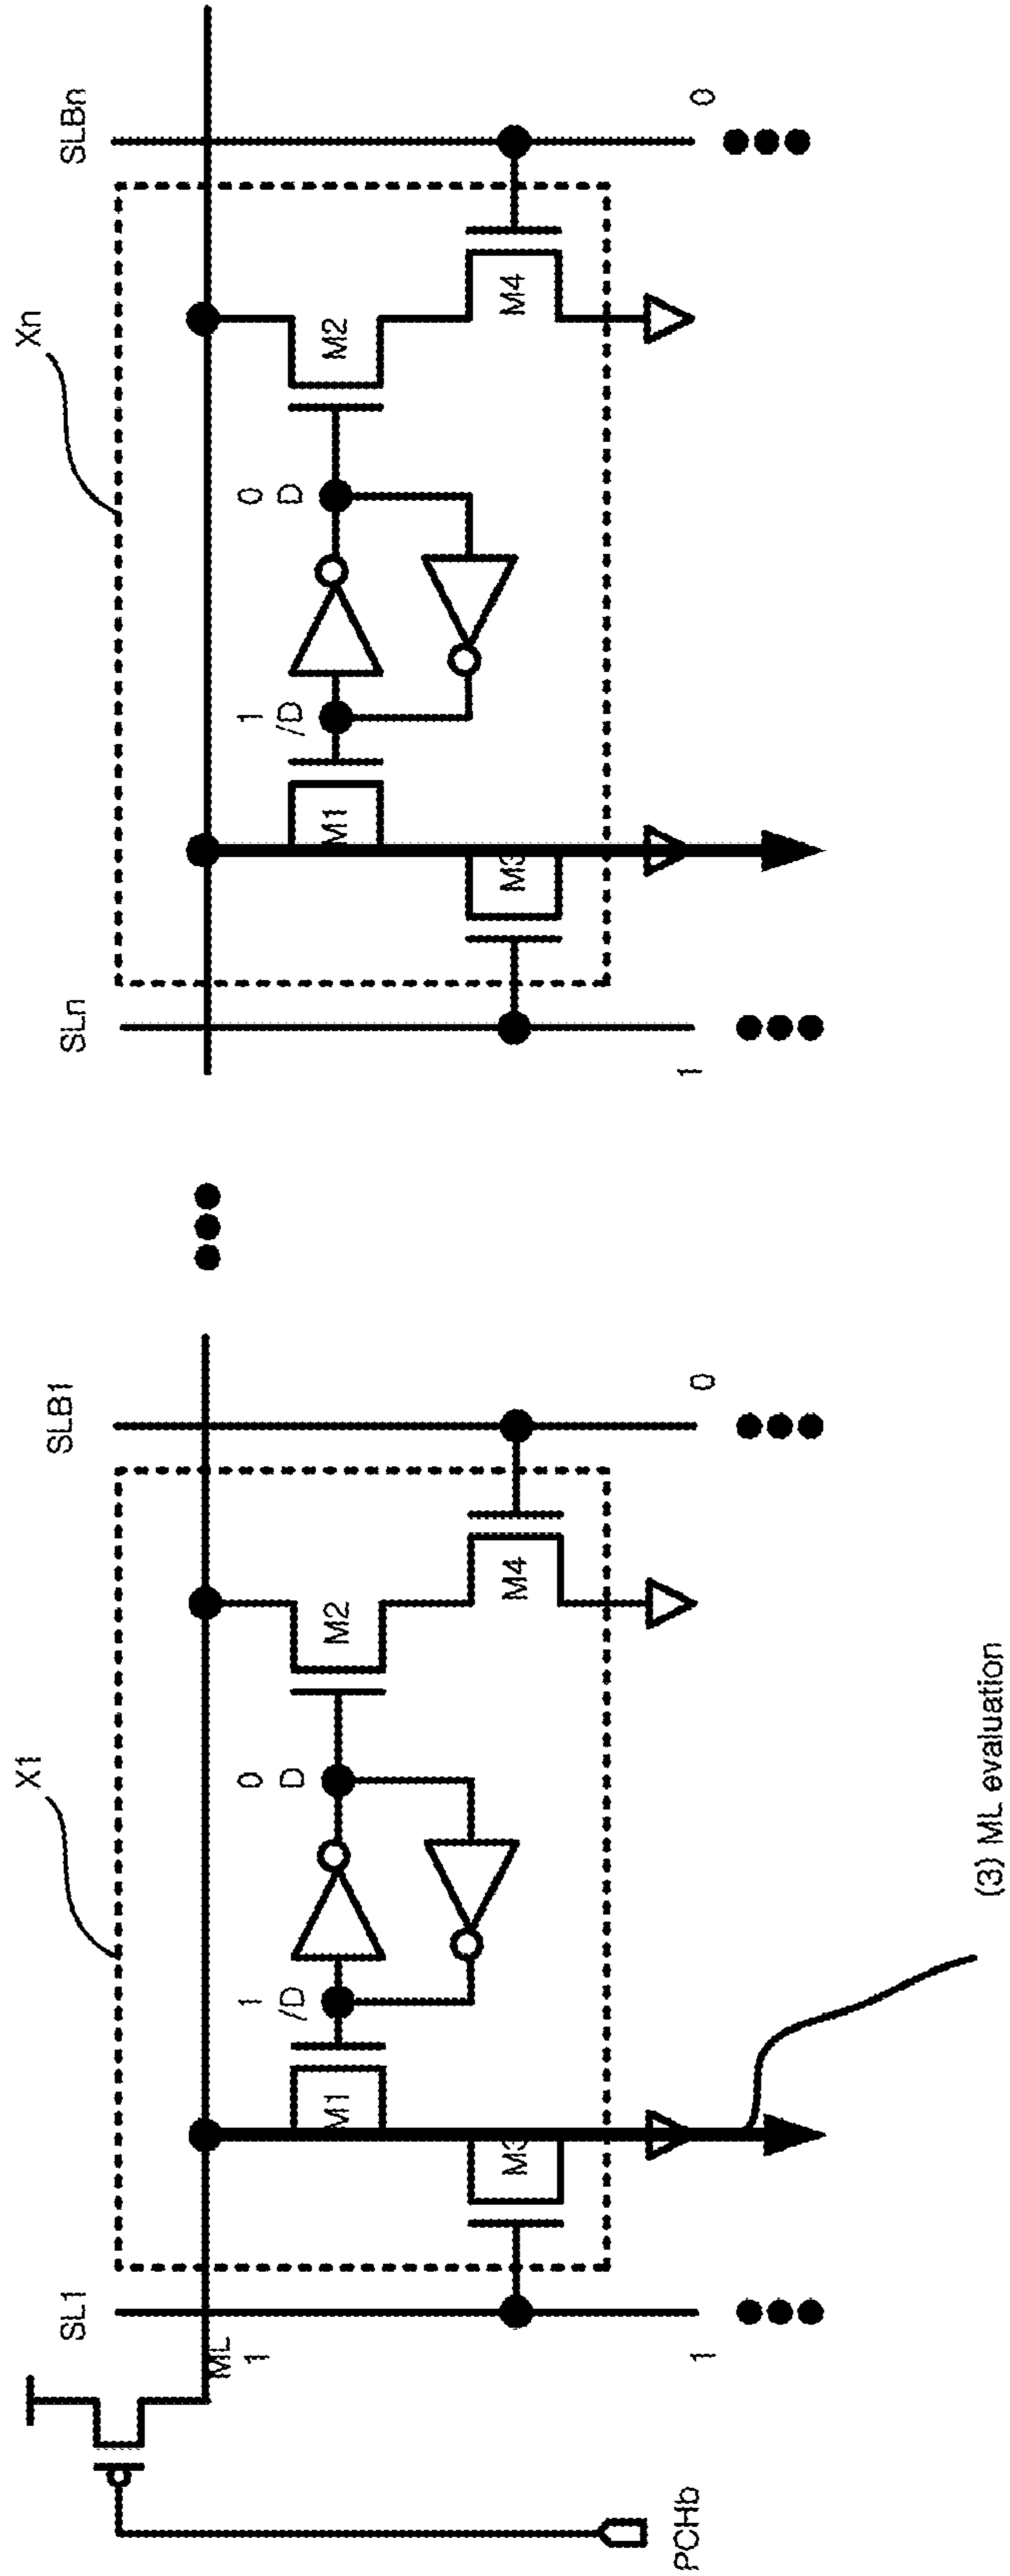 X1
Xn
SL1
SLB1
SLn
SLBn
ML
1
1
/D
0
D
1
/D
0
D
M1
M2
M1
M2
M3
M4
M3
M4
1
0
1
0
PCHb
(3) ML evaluation